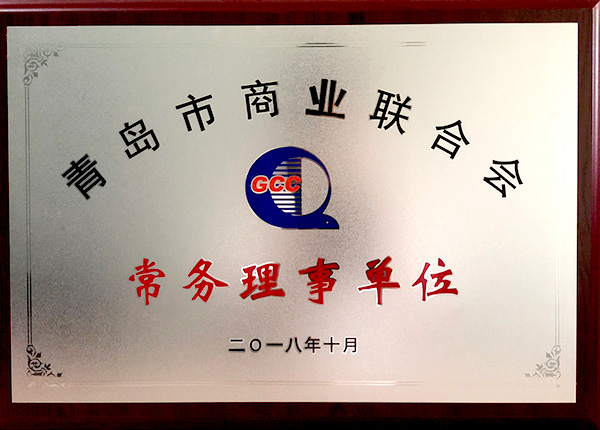 青岛市商业联合会
GCC
常务理事单位
二〇一八年十月